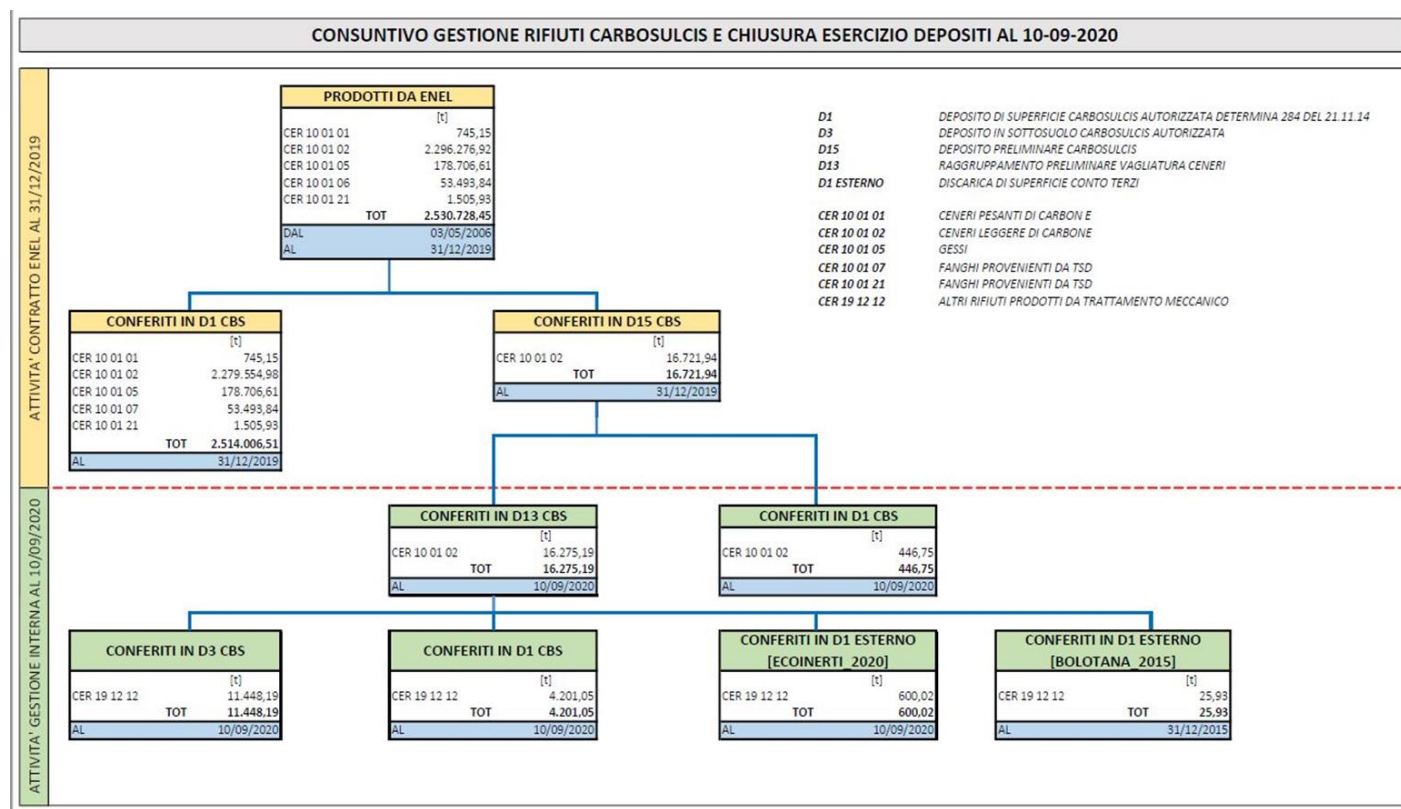 CONSUNTIVO GESTIONE RIFIUTI CARBOSULCIS E CHIUSURA ESERCIZIO DEPOSITI AL 10-09-2020
ATTIVITA' CONTRATTO ENEL AL 31/12/2019
PRODOTTI DA ENEL
[t]
CER 10 01 01 745,15
CER 10 01 02 2.296.276,92
CER 10 01 05 178.706,61
CER 10 01 06 53.493,84
CER 10 01 21 1.505,93
TOT 2.530.728,45
DAL 03/05/2006
AL 31/12/2019
D1 DEPOSITO DI SUPERFICIE CARBOSULCIS AUTORIZZATA DETERMINA 284 DEL 21.11.14
D3 DEPOSITO IN SOTTOSUOLO CARBOSULCIS AUTORIZZATA
D15 DEPOSITO PRELIMINARE CARBOSULCIS
D13 RAGGRUPPAMENTO PRELIMINARE VAGLIATURA CENERI
D1 ESTERNO DISCARICA DI SUPERFICIE CONTO TERZI
CER 10 01 01 CENERI PESANTI DI CARBON E
CER 10 01 02 CENERI LEGGERE DI CARBONE
CER 10 01 05 GESSI
CER 10 01 07 FANGHI PROVENIENTI DA TSD
CER 10 01 21 FANGHI PROVENIENTI DA TSD
CER 19 12 12 ALTRI RIFIUTI PRODOTTI DA TRATTAMENTO MECCANICO
CONFERITI IN D1 CBS
[t]
CER 10 01 01 745,15
CER 10 01 02 2.279.554,98
CER 10 01 05 178.706,61
CER 10 01 07 53.493,84
CER 10 01 21 1.505,93
TOT 2.514.006,51
AL 31/12/2019
CONFERITI IN D15 CBS
[t]
CER 10 01 02 16.721,94
TOT 16.721,94
AL 31/12/2019
ATTIVITA' GESTIONE INTERNA AL 10/09/2020
CONFERITI IN D13 CBS
[t]
CER 10 01 02 16.275,19
TOT 16.275,19
AL 10/09/2020
CONFERITI IN D1 CBS
[t]
CER 10 01 02 446,75
TOT 446,75
AL 10/09/2020
CONFERITI IN D3 CBS
[t]
CER 19 12 12 11.448,19
TOT 11.448,19
AL 10/09/2020
CONFERITI IN D1 CBS
[t]
CER 19 12 12 4.201,05
TOT 4.201,05
AL 10/09/2020
CONFERITI IN D1 ESTERNO
[ECOINERTI_2020]
[t]
CER 19 12 12 600,02
TOT 600,02
AL 10/09/2020
CONFERITI IN D1 ESTERNO
[BOLOTANA_2015]
[t]
CER 19 12 12 25,93
TOT 25,93
AL 31/12/2015